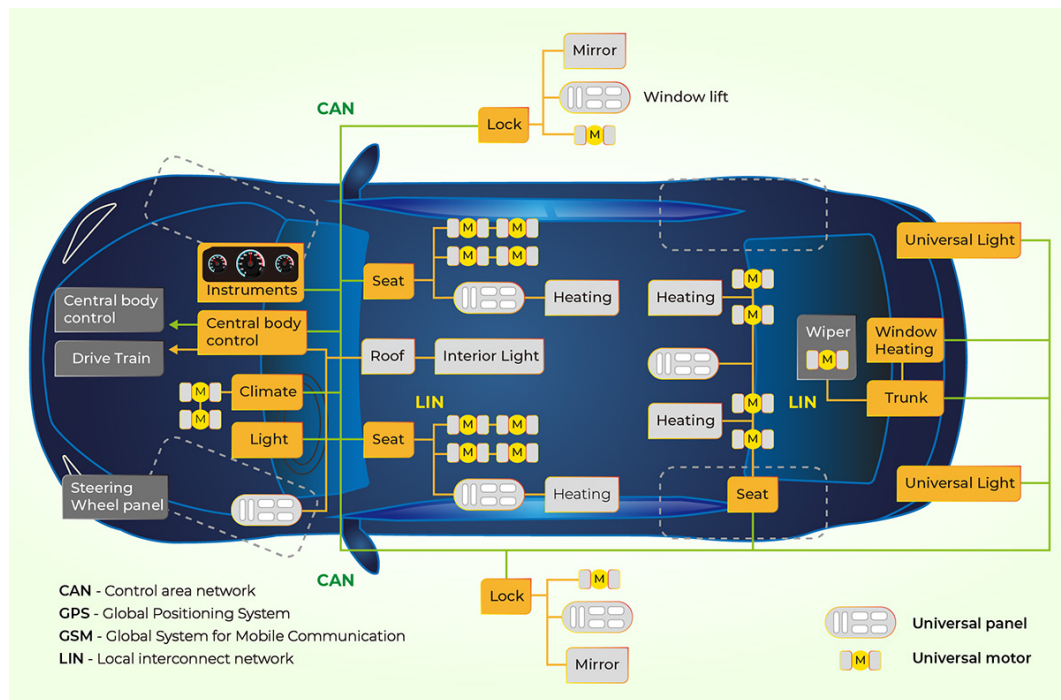 Mirror
CAN
Window lift
Lock
M
Universal Light
M M
Instruments
Seat
M M
M
Heating
Heating
Central body
control
M
Central body
control
Wiper
Window
Heating
Drive Train
Roof
Interior Light
M
M
Climate
LIN
M
LIN
Trunk
M
M M
Heating
Light
Seat
M
M M
Steering
Wheel panel
Heating
Seat
Universal Light
CAN
M
Lock
Mirror
CAN - Control area network
GPS - Global Positioning System
GSM - Global System for Mobile Communication
LIN - Local interconnect network
Universal panel
M
Universal motor